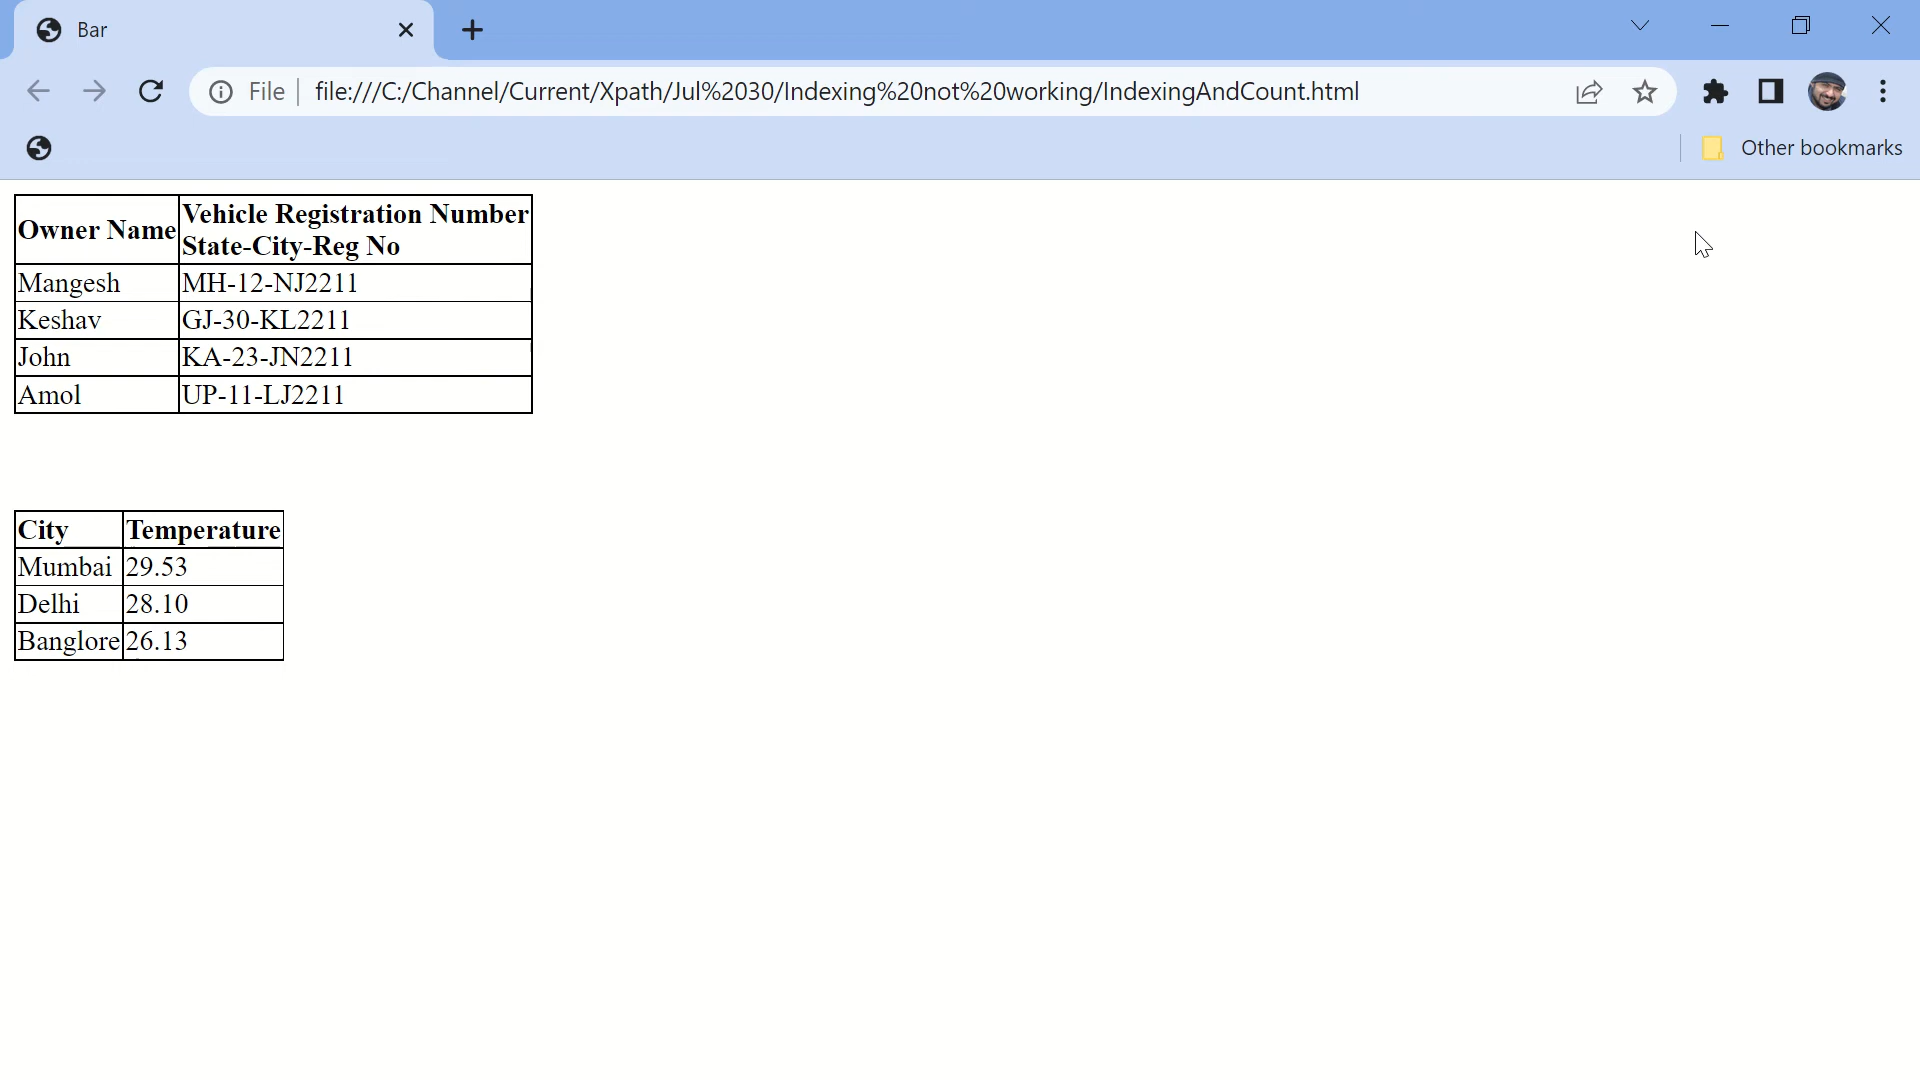 Bar
File file:///C:/Channel/Current/Xpath/Jul%2030/Indexing%20not%20working/IndexingAndCount.html
Other bookmarks
Owner Name Vehicle Registration Number
State-City-Reg No
Mangesh MH-12-NJ2211
Keshav GJ-30-KL2211
John KA-23-JN2211
Amol UP-11-LJ2211
City Temperature
Mumbai 29.53
Delhi 28.10
Banglore 26.13